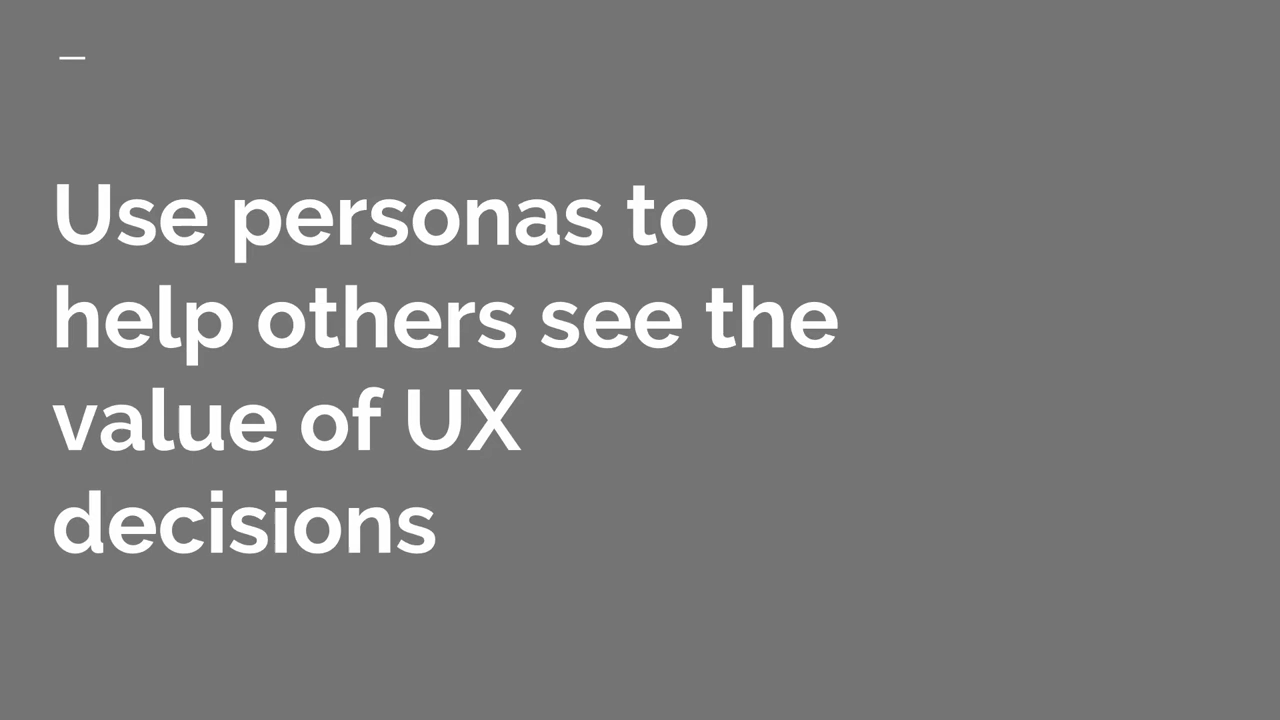 Use personas to
help others see the
value of UX
decisions